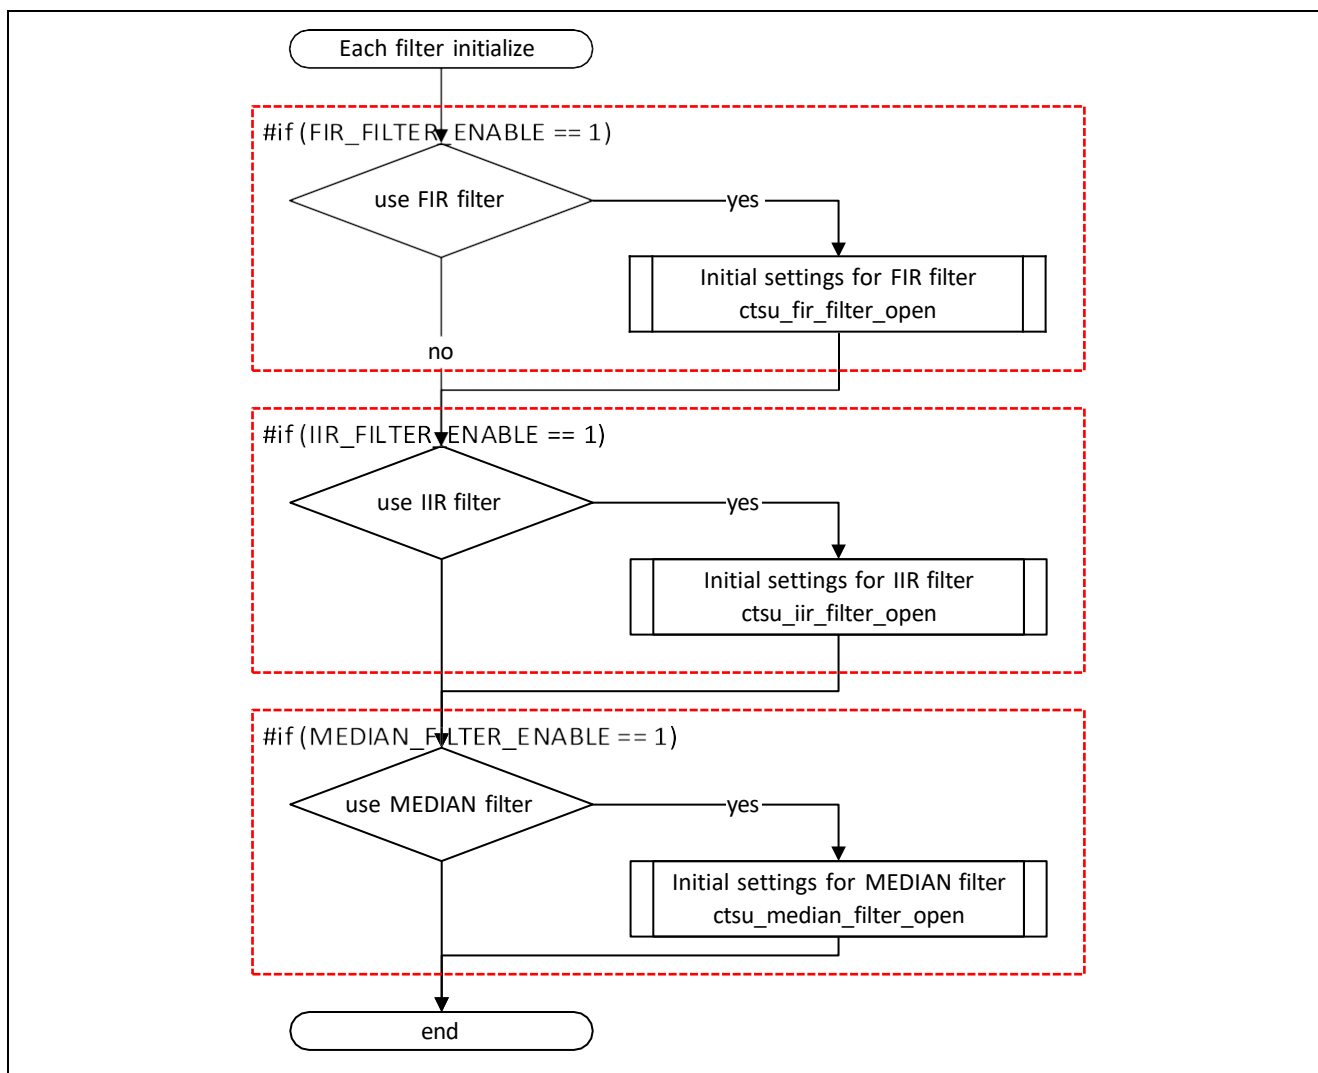 Each filter initialize
#if (FIR_FILTER_ENABLE == 1)
use FIR filter
yes
Initial settings for FIR filter
ctsu_fir_filter_open
no
#if (IIR_FILTER_ENABLE == 1)
use IIR filter
yes
Initial settings for IIR filter
ctsu_iir_filter_open
#if (MEDIAN_FILTER_ENABLE == 1)
use MEDIAN filter
yes
Initial settings for MEDIAN filter
ctsu_median_filter_open
end